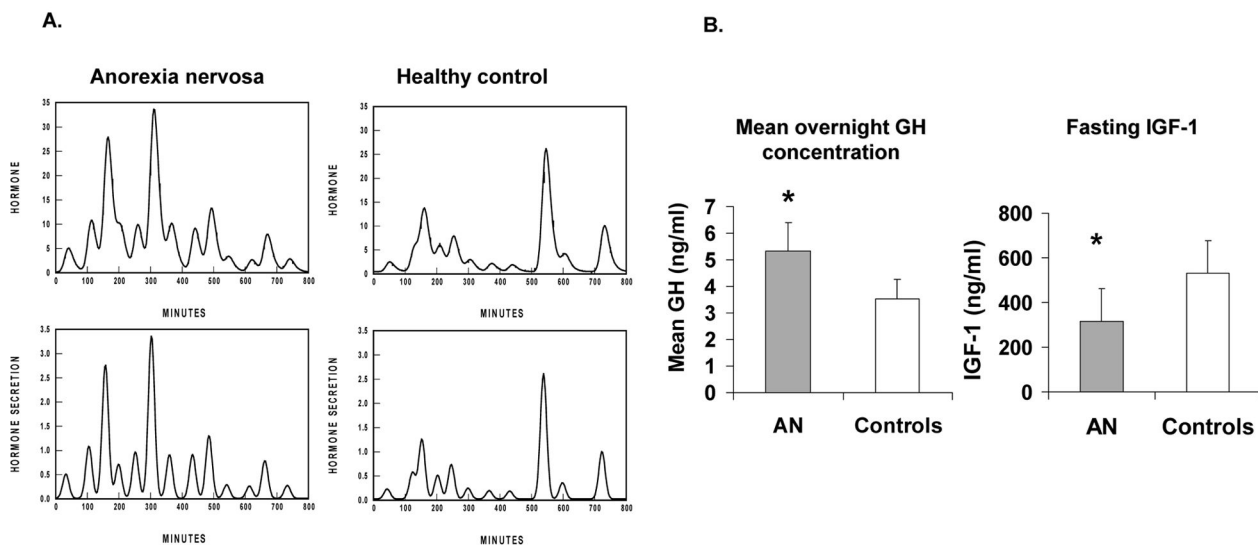 A.
Anorexia nervosa
Healthy control
35
30
25
20
15
10
5
0
HORMONE
0 100 200 300 400 500 600 700 800
MINUTES
35
30
25
20
15
10
5
0
HORMONE
0 100 200 300 400 500 600 700 800
MINUTES
3.5
3.0
2.5
2.0
1.5
1.0
0.5
0.0
HORMONE SECRETION
0 100 200 300 400 500 600 700 800
MINUTES
3.5
3.0
2.5
2.0
1.5
1.0
0.5
0.0
HORMONE SECRETION
0 100 200 300 400 500 600 700 800
MINUTES
B.
Mean overnight GH
concentration
Mean GH (ng/ml)
7
6
5
4
3
2
1
0
*
AN Controls
Fasting IGF-1
IGF-1 (ng/ml)
800
600
400
200
0
*
AN Controls